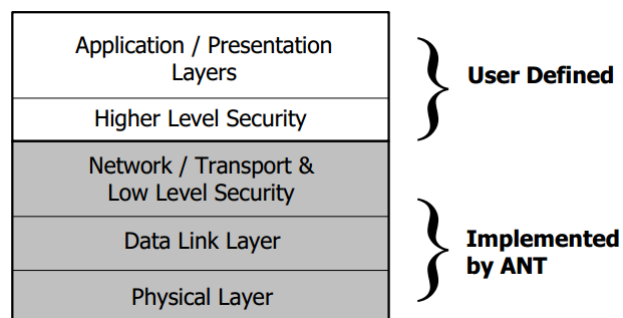 Application / Presentation
Layers
User Defined
Higher Level Security
Network / Transport &
Low Level Security
Data Link Layer
Implemented
by ANT
Physical Layer